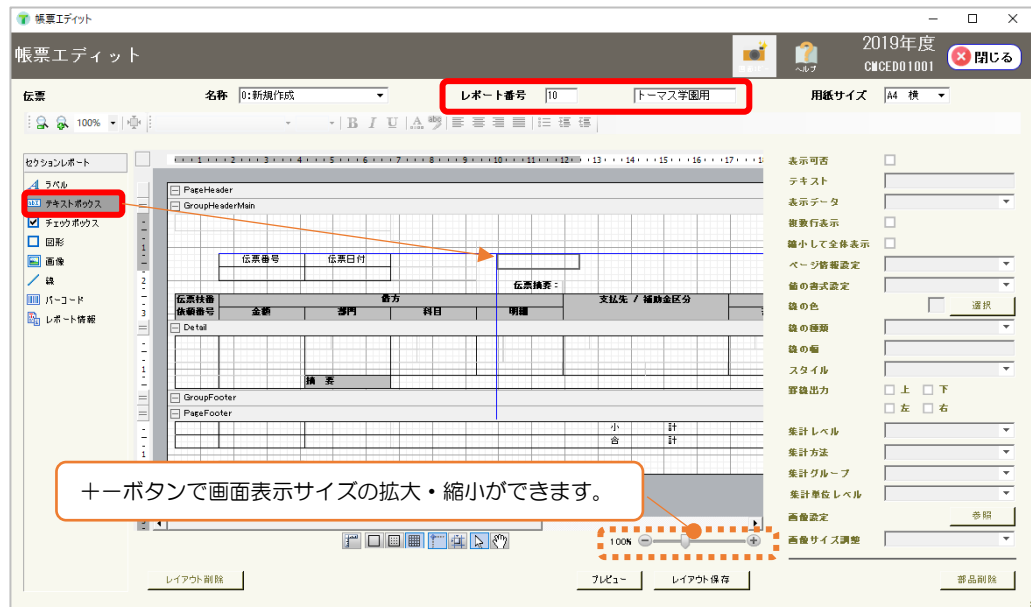 帳票エディット
帳票エディット
ヘルプ
2019年度
CMCED01001
閉じる
伝票
名称 0:新規作成
レポート番号 10 トーマス学園用
用紙サイズ A4 横
100%
B I U
セクションレポート
ラベル
テキストボックス
チェックボックス
図形
画像
線
バーコード
レポート情報
PageHeader
GroupHeaderMain
伝票番号 伝票日付
伝票摘要:
伝票枝番 借方 支払先 / 補助金区分
依頼番号 金額 部門 科目 明細
Detail
摘 要
GroupFooter
PageFooter
小 計
合 計
+-ボタンで画面表示サイズの拡大・縮小ができます。
100%
レイアウト削除
プレビュー
レイアウト保存
表示可否
テキスト
表示データ
複数行表示
縮小して全体表示
ページ情報設定
値の書式設定
線の色 選択
線の種類
線の幅
スタイル
罫線出力 上 下
左 右
集計レベル
集計方法
集計グループ
集計単位レベル
画像設定 参照
画像サイズ調整
部品削除